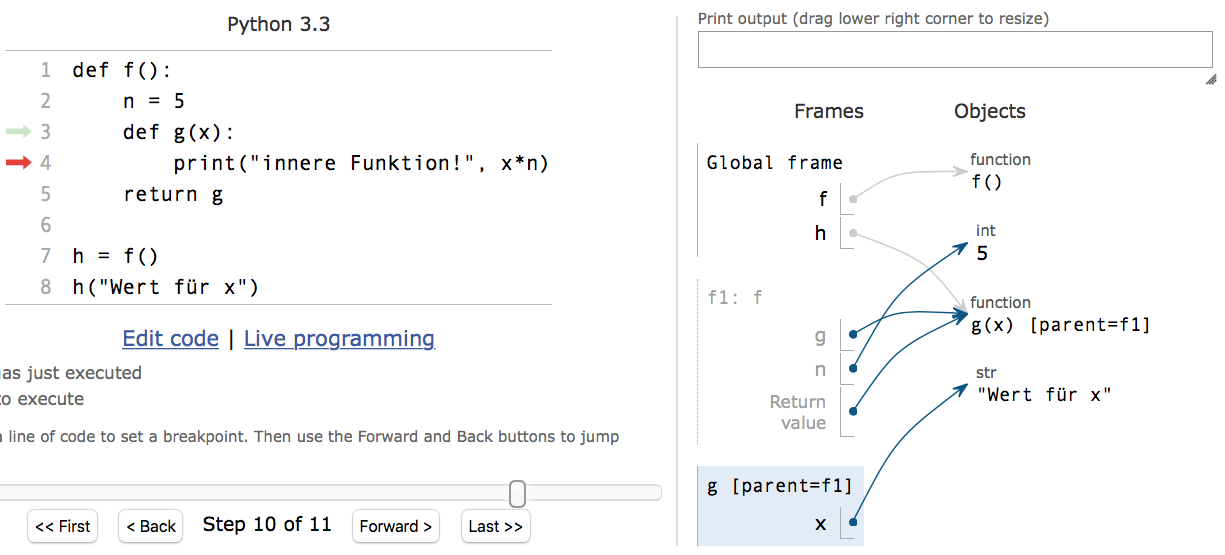 Python 3.3
1 def f():
2     n = 5
3     def g(x):
4         print("innere Funktion!", x*n)
5     return g
6
7 h = f()
8 h("Wert für x")
Edit code | Live programming
as just executed
to execute
a line of code to set a breakpoint. Then use the Forward and Back buttons to jump
<< First
< Back
Step 10 of 11
Forward >
Last >>
Print output (drag lower right corner to resize)
Frames
Objects
Global frame
f
h
f1: f
g
n
Return
value
g [parent=f1]
x
function
f()
int
5
function
g(x) [parent=f1]
str
"Wert für x"